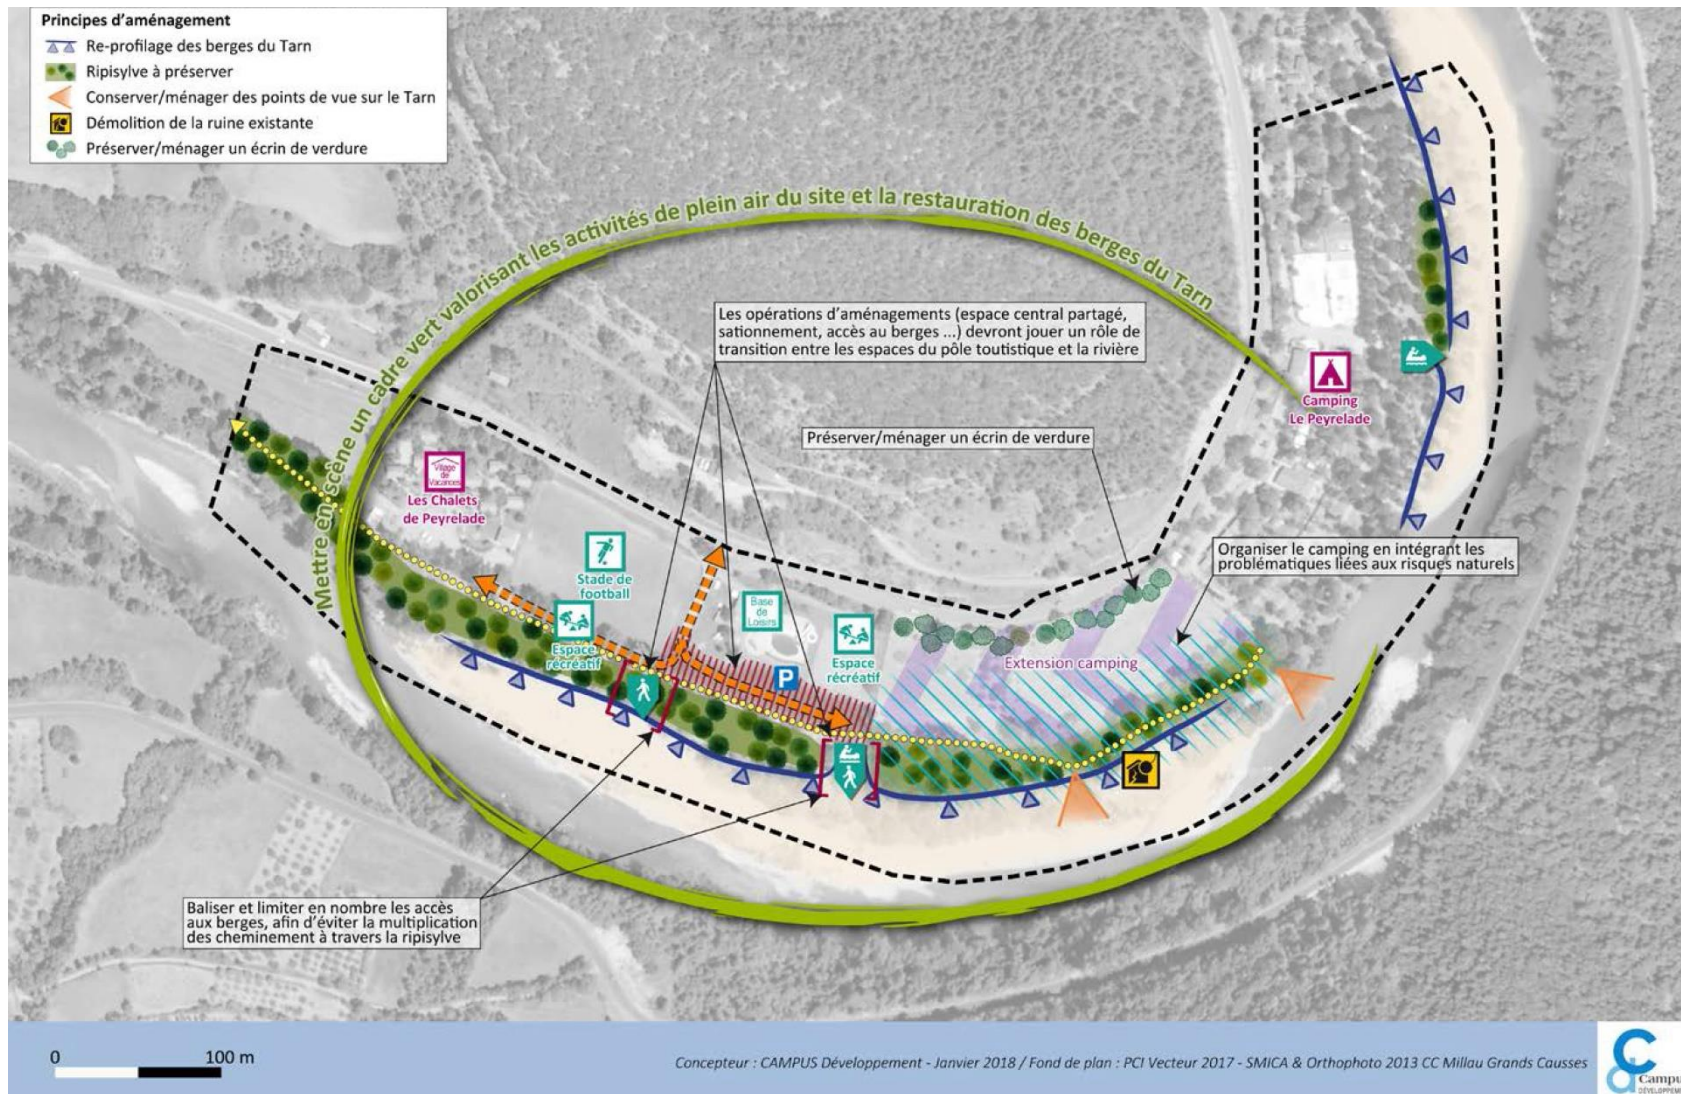 Principes d'aménagement
Re-profilage des berges du Tarn
Ripisylve à préserver
Conserver/ménager des points de vue sur le Tarn
Démolition de la ruine existante
Préserver/ménager un écrin de verdure
Mettre en scène un cadre vert valorisant les activités de plein air du site et la restauration des berges du Tarn
Les opérations d'aménagements (espace central partagé,
sationnement, accès au berges ...) devront jouer un rôle de
transition entre les espaces du pôle toutistique et la rivière
Camping
Le Peyrelade
Préserver/ménager un écrin de verdure
Village
de
Vacances
Les Chalets
de Peyrelade
Organiser le camping en intégrant les
problématiques liées aux risques naturels
Stade de
football
Base
de
Loisirs
Espace
récréatif
Espace
récréatif
Extension camping
P
Baliser et limiter en nombre les accès
aux berges, afin d'éviter la multiplication
des cheminement à travers la ripisylve
0 100 m
Concepteur : CAMPUS Développement - Janvier 2018 / Fond de plan : PCI Vecteur 2017 - SMICA & Orthophoto 2013 CC Millau Grands Causses
Campu
DÉVELOPPEME